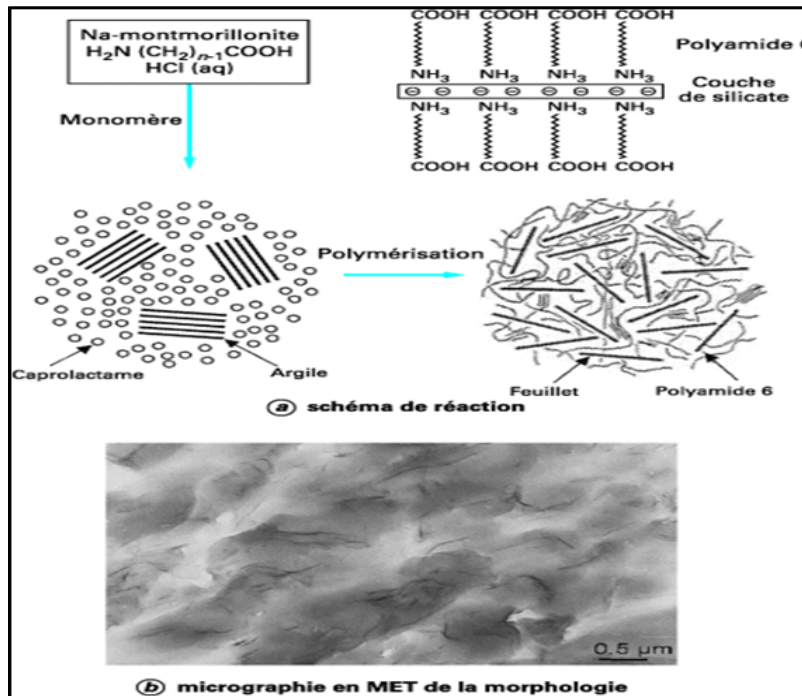 Na-montmorillonite
H₂N (CH₂)ₙ₋₁COOH
HCl (aq)
Monomère
COOH COOH COOH COOH
Polyamide
NH₃ NH₃ NH₃ NH₃
⊖ ⊖ ⊖ ⊖ ⊖ ⊖ ⊖ ⊖
NH₃ NH₃ NH₃ NH₃
Couche
de silicate
COOH COOH COOH COOH
Polymérisation
Caprolactame
Argile
Feuillet
Polyamide 6
a schéma de réaction
0.5 µm
b micrographie en MET de la morphologie